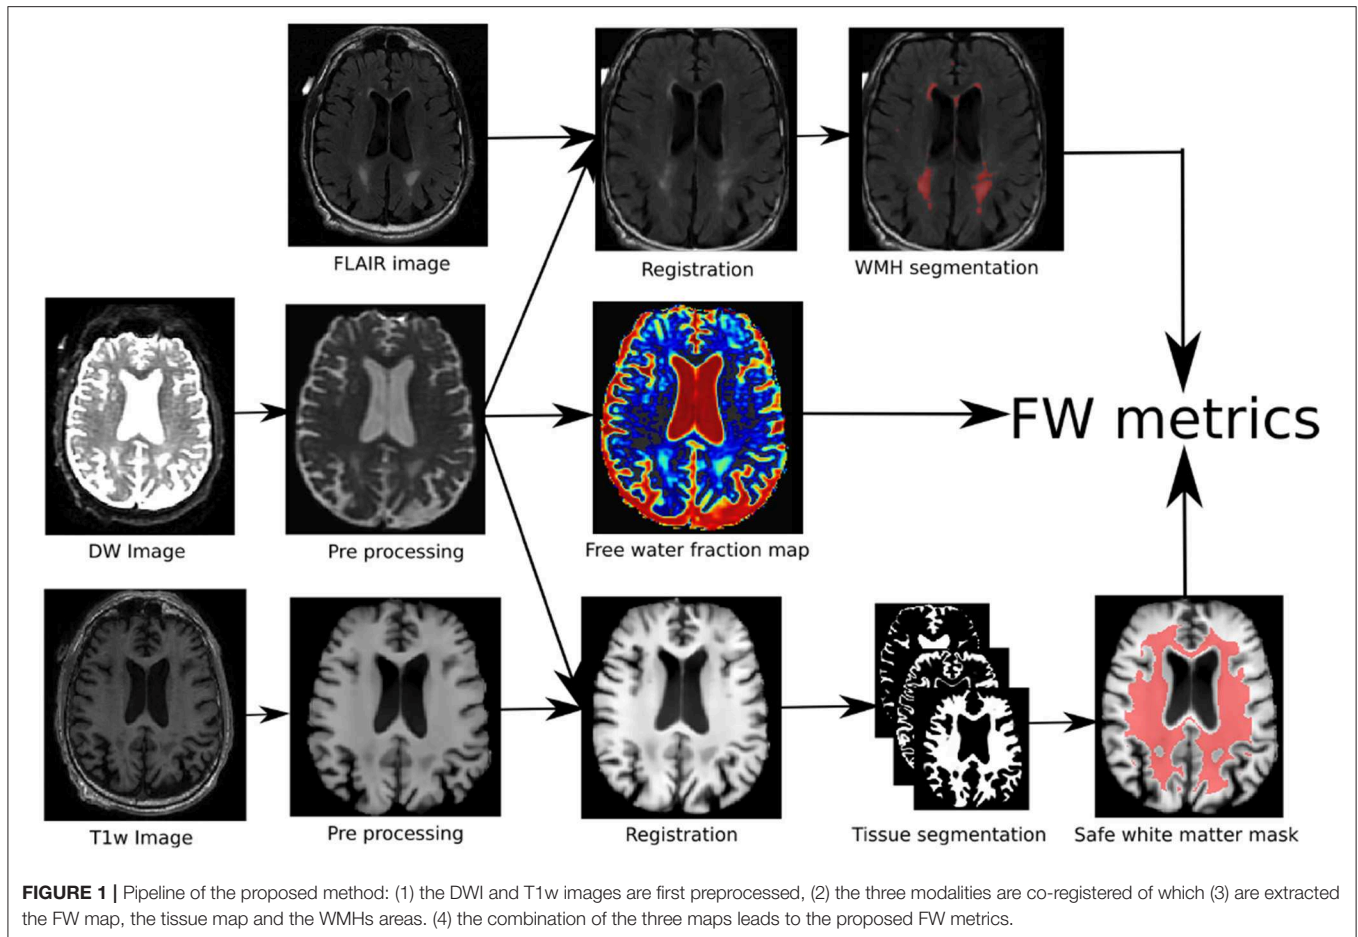 FLAIR image
Registration
WMH segmentation
DW Image
Pre processing
Free water fraction map
FW metrics
T1w Image
Pre processing
Registration
Tissue segmentation
Safe white matter mask
FIGURE 1 | Pipeline of the proposed method: (1) the DWI and T1w images are first preprocessed, (2) the three modalities are co-registered of which (3) are extracted
the FW map, the tissue map and the WMHs areas. (4) the combination of the three maps leads to the proposed FW metrics.